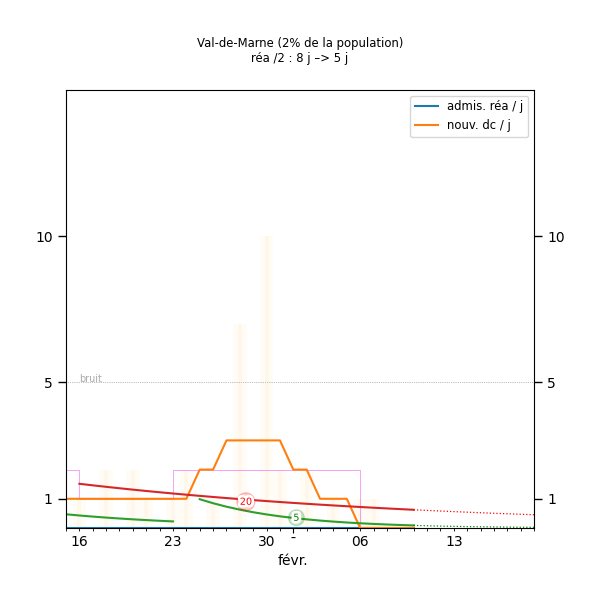 Val-de-Marne (2% de la population)
réa /2 : 8 j –> 5 j
admis. réa / j
nouv. dc / j
10
10
bruit
5
5
20
5
1
1
16
23
30
06
13
févr.